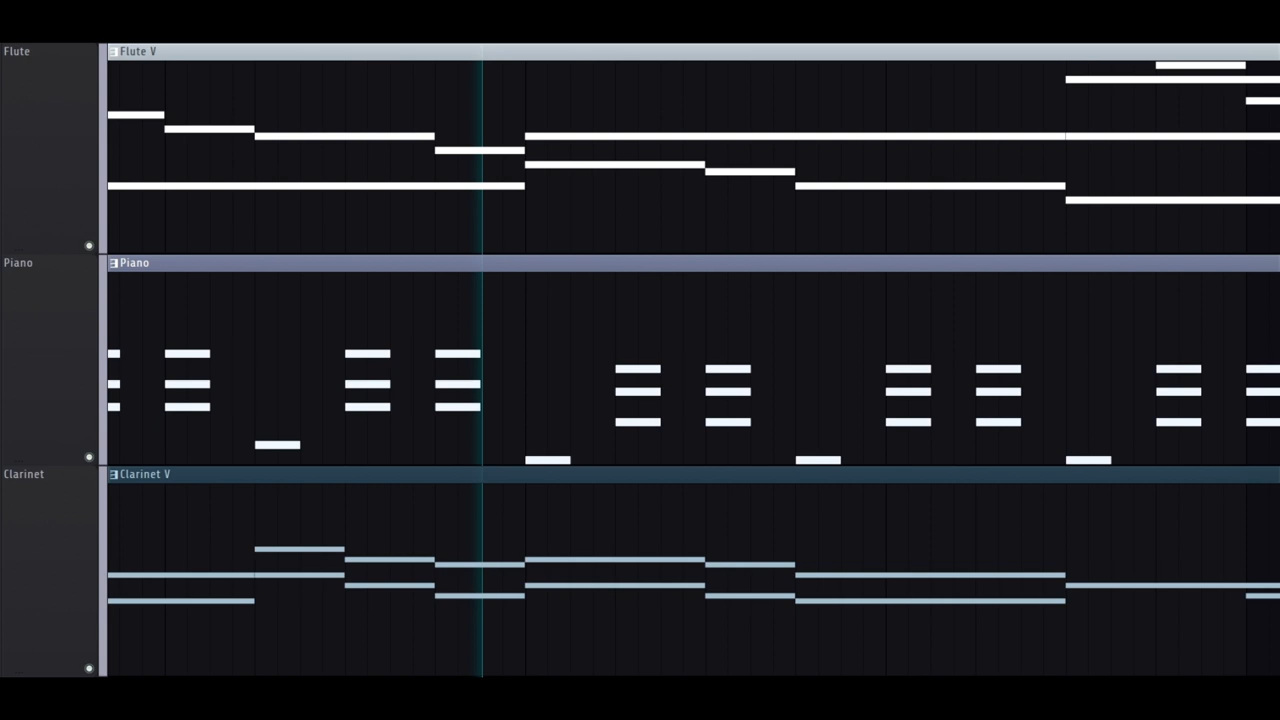 Flute
Flute V
Piano
Piano
Clarinet
Clarinet V